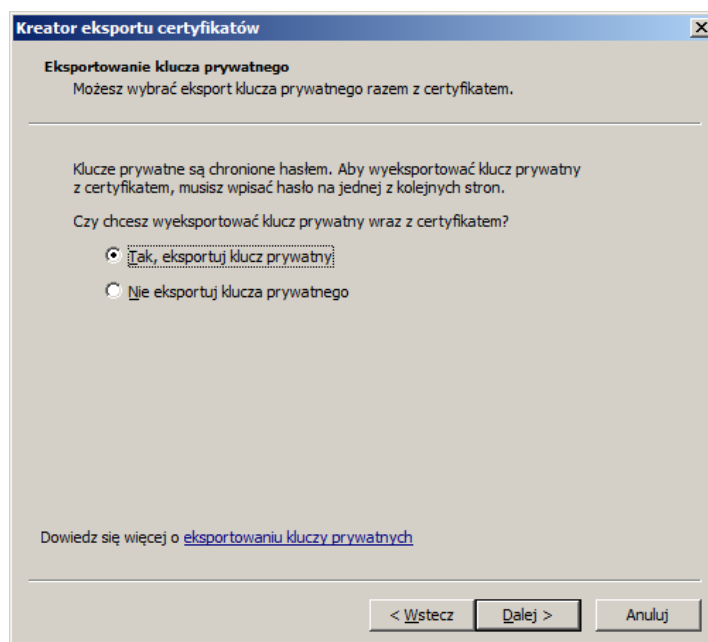 Kreator eksportu certyfikatów
Eksportowanie klucza prywatnego
Możesz wybrać eksport klucza prywatnego razem z certyfikatem.
Klucze prywatne są chronione hasłem. Aby wyeksportować klucz prywatny
z certyfikatem, musisz wpisać hasło na jednej z kolejnych stron.
Czy chcesz wyeksportować klucz prywatny wraz z certyfikatem?
Tak, eksportuj klucz prywatny
Nie eksportuj klucza prywatnego
Dowiedz się więcej o eksportowaniu kluczy prywatnych
< Wstecz Dalej > Anuluj